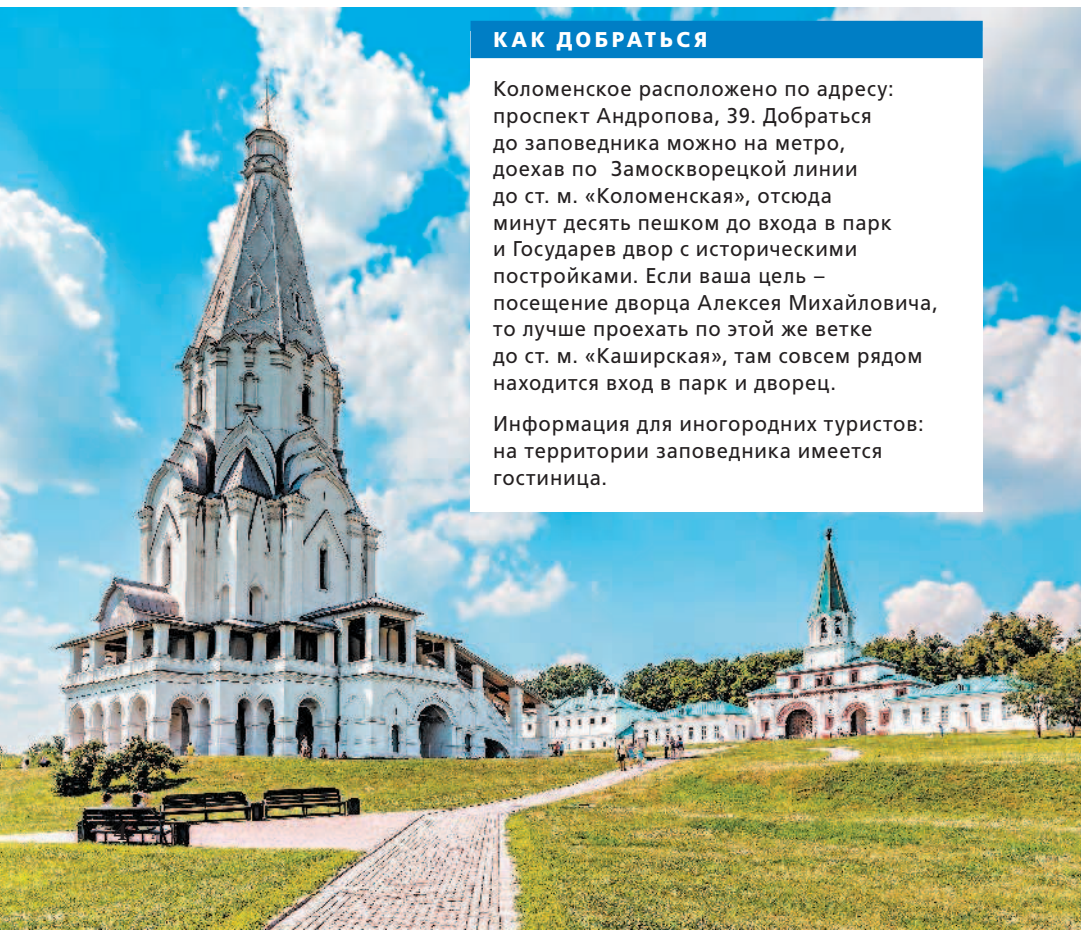 КАК ДОБРАТЬСЯ
Коломенское расположено по адресу:
проспект Андропова, 39. Добраться
до заповедника можно на метро,
доехав по Замоскворецкой линии
до ст. м. «Коломенская», отсюда
минут десять пешком до входа в парк
и Государев двор с историческими
постройками. Если ваша цель –
посещение дворца Алексея Михайловича,
то лучше проехать по этой же ветке
до ст. м. «Каширская», там совсем рядом
находится вход в парк и дворец.
Информация для иногородних туристов:
на территории заповедника имеется
гостиница.